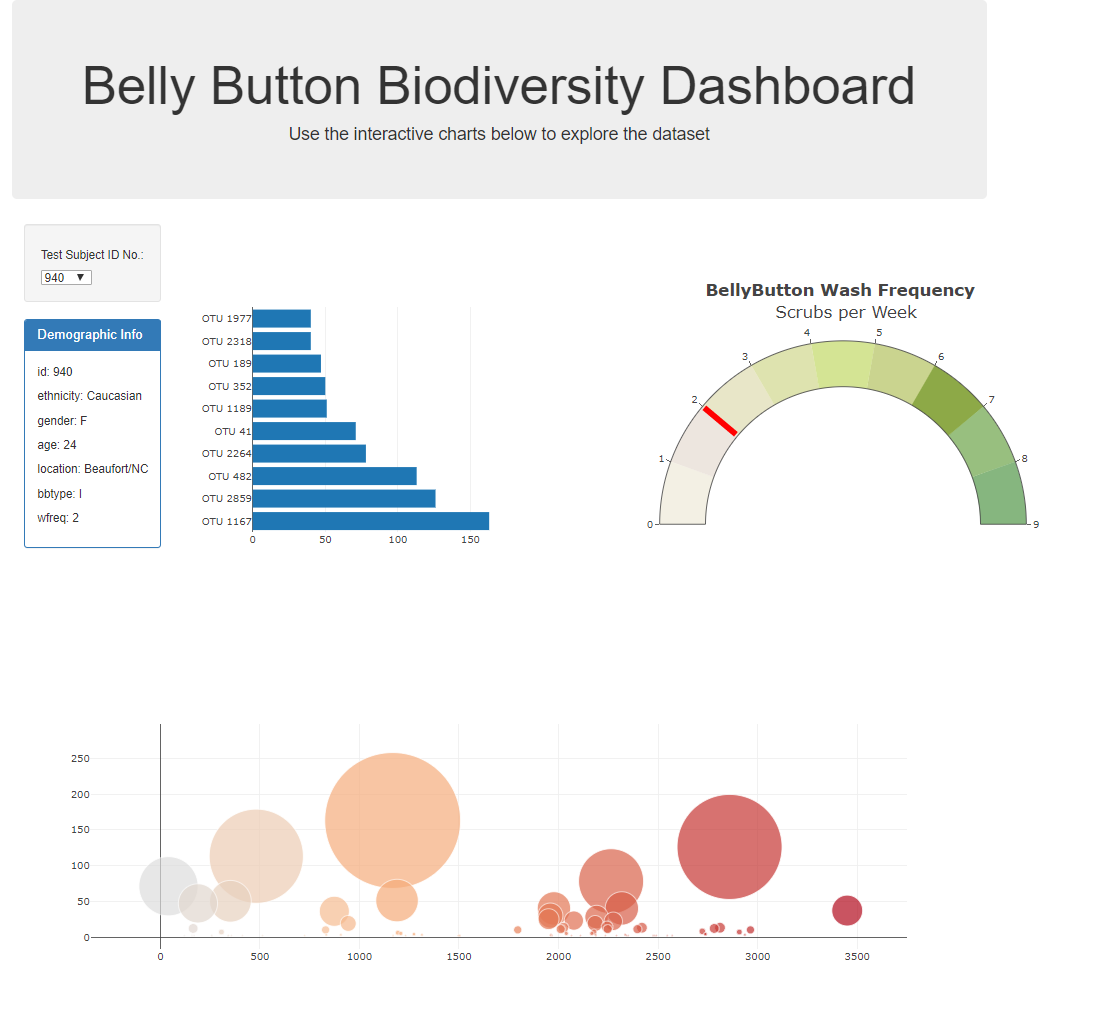 Belly Button Biodiversity Dashboard
Use the interactive charts below to explore the dataset
Test Subject ID No.:
940 ▼
Demographic Info
id: 940
ethnicity: Caucasian
gender: F
age: 24
location: Beaufort/NC
bbtype: I
wfreq: 2
OTU 1977
OTU 2318
OTU 189
OTU 352
OTU 1189
OTU 41
OTU 2264
OTU 482
OTU 2859
OTU 1167
0 50 100 150
BellyButton Wash Frequency
Scrubs per Week
0
1
2
3
4
5
6
7
8
9
250
200
150
100
50
0
0 500 1000 1500 2000 2500 3000 3500